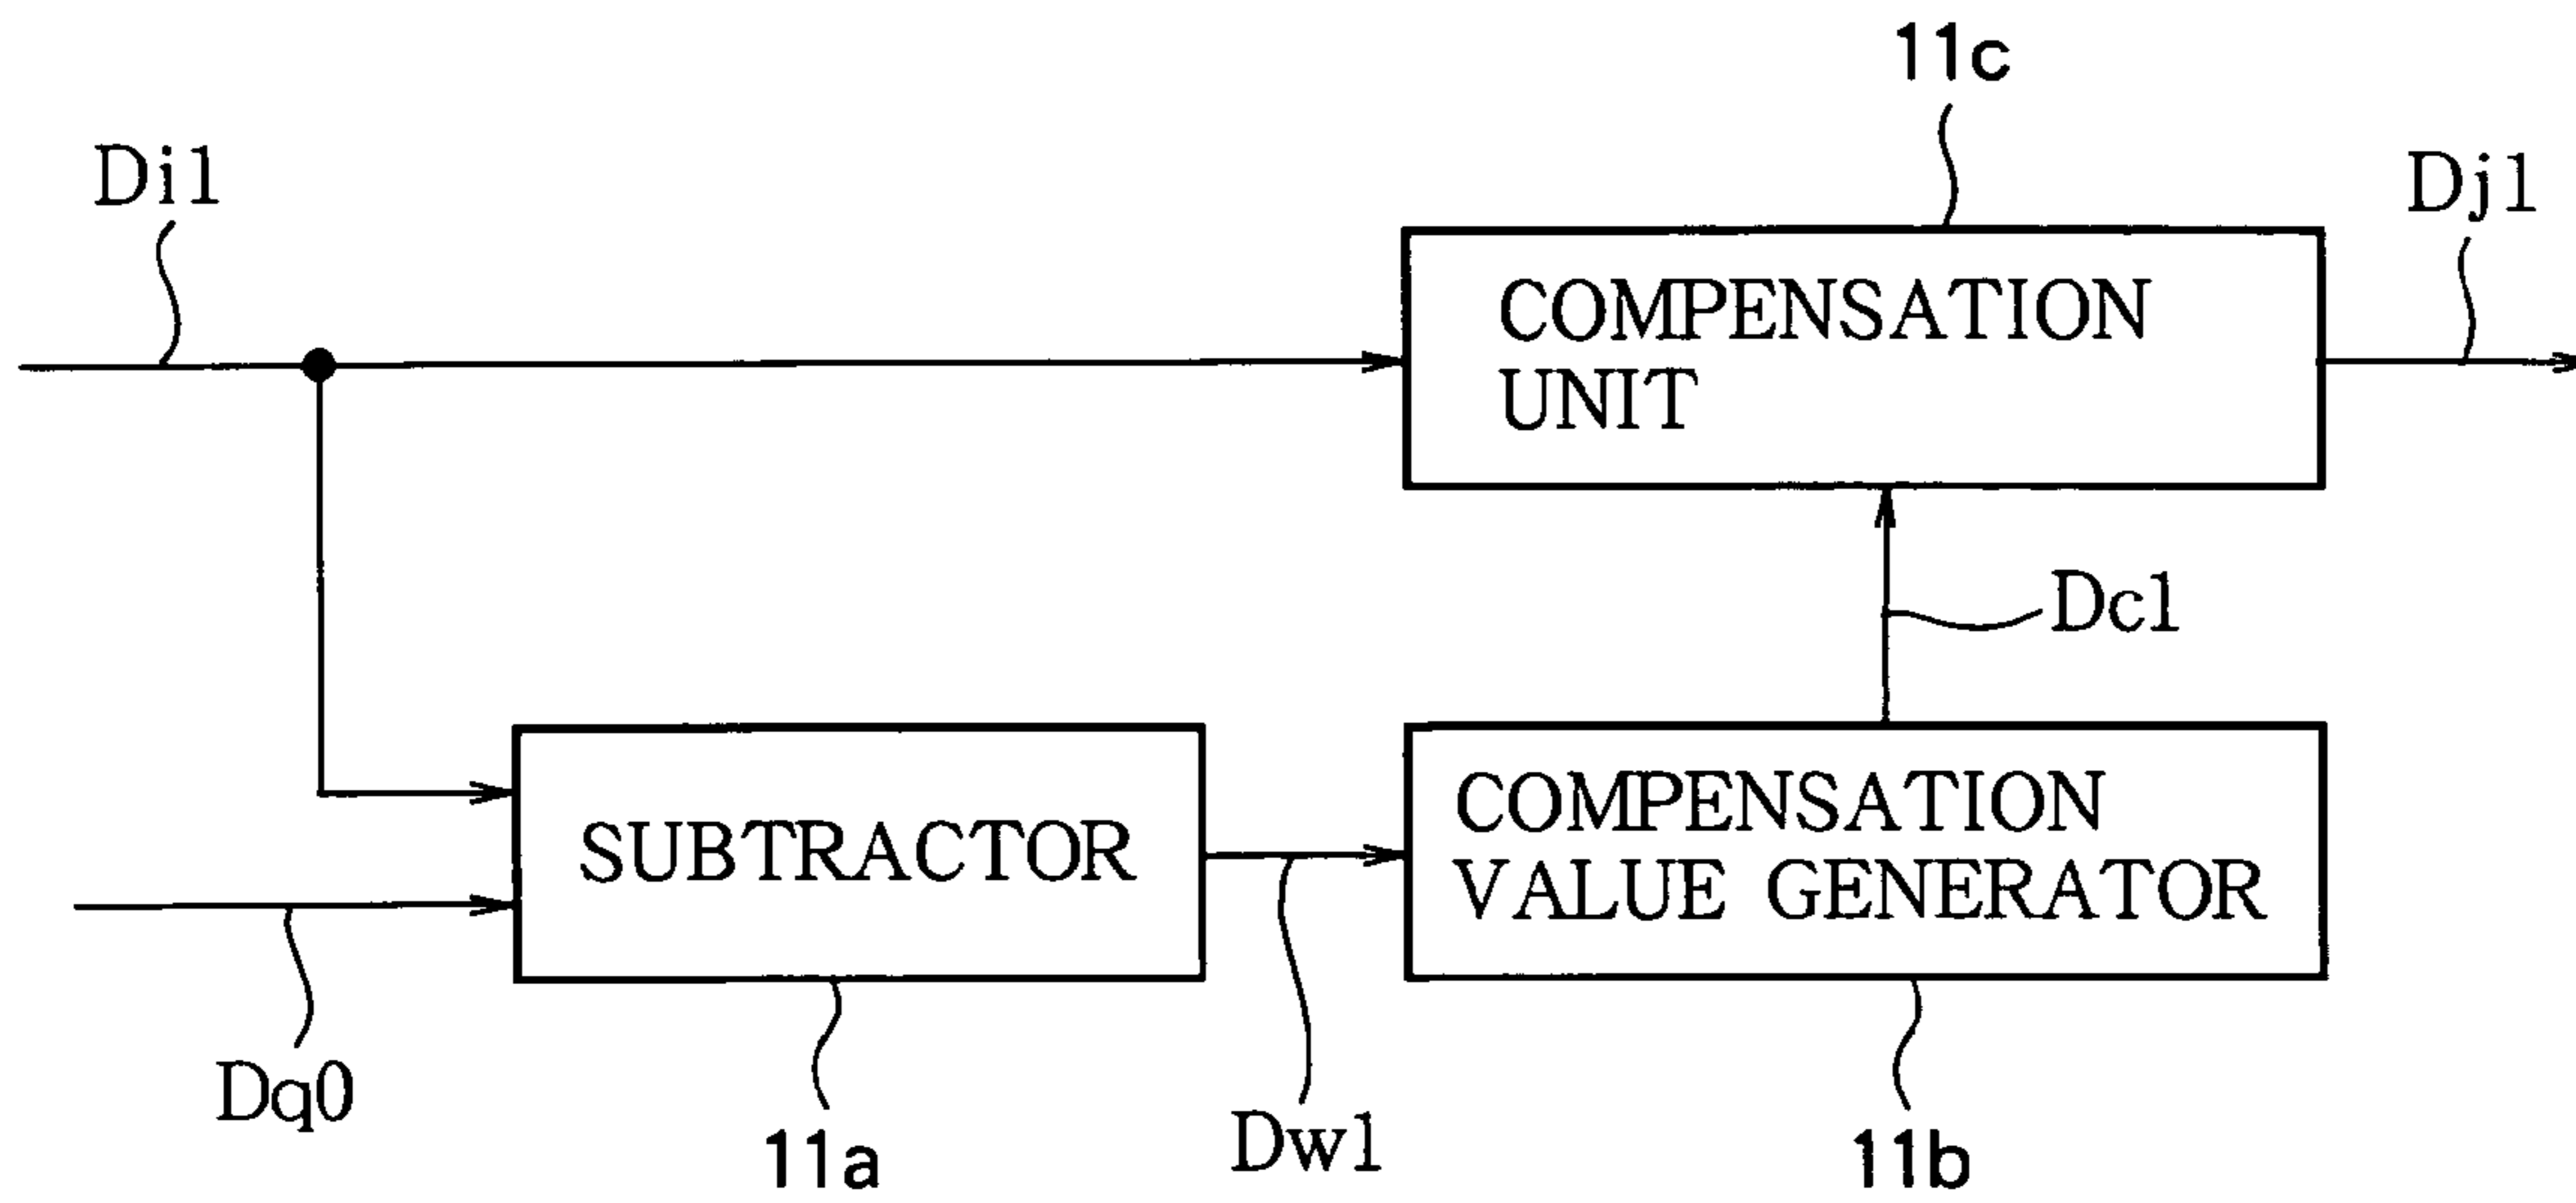 11c
Di1
Dj1
COMPENSATION
UNIT
Dc1
SUBTRACTOR
COMPENSATION
VALUE GENERATOR
Dq0
11a
Dw1
11b